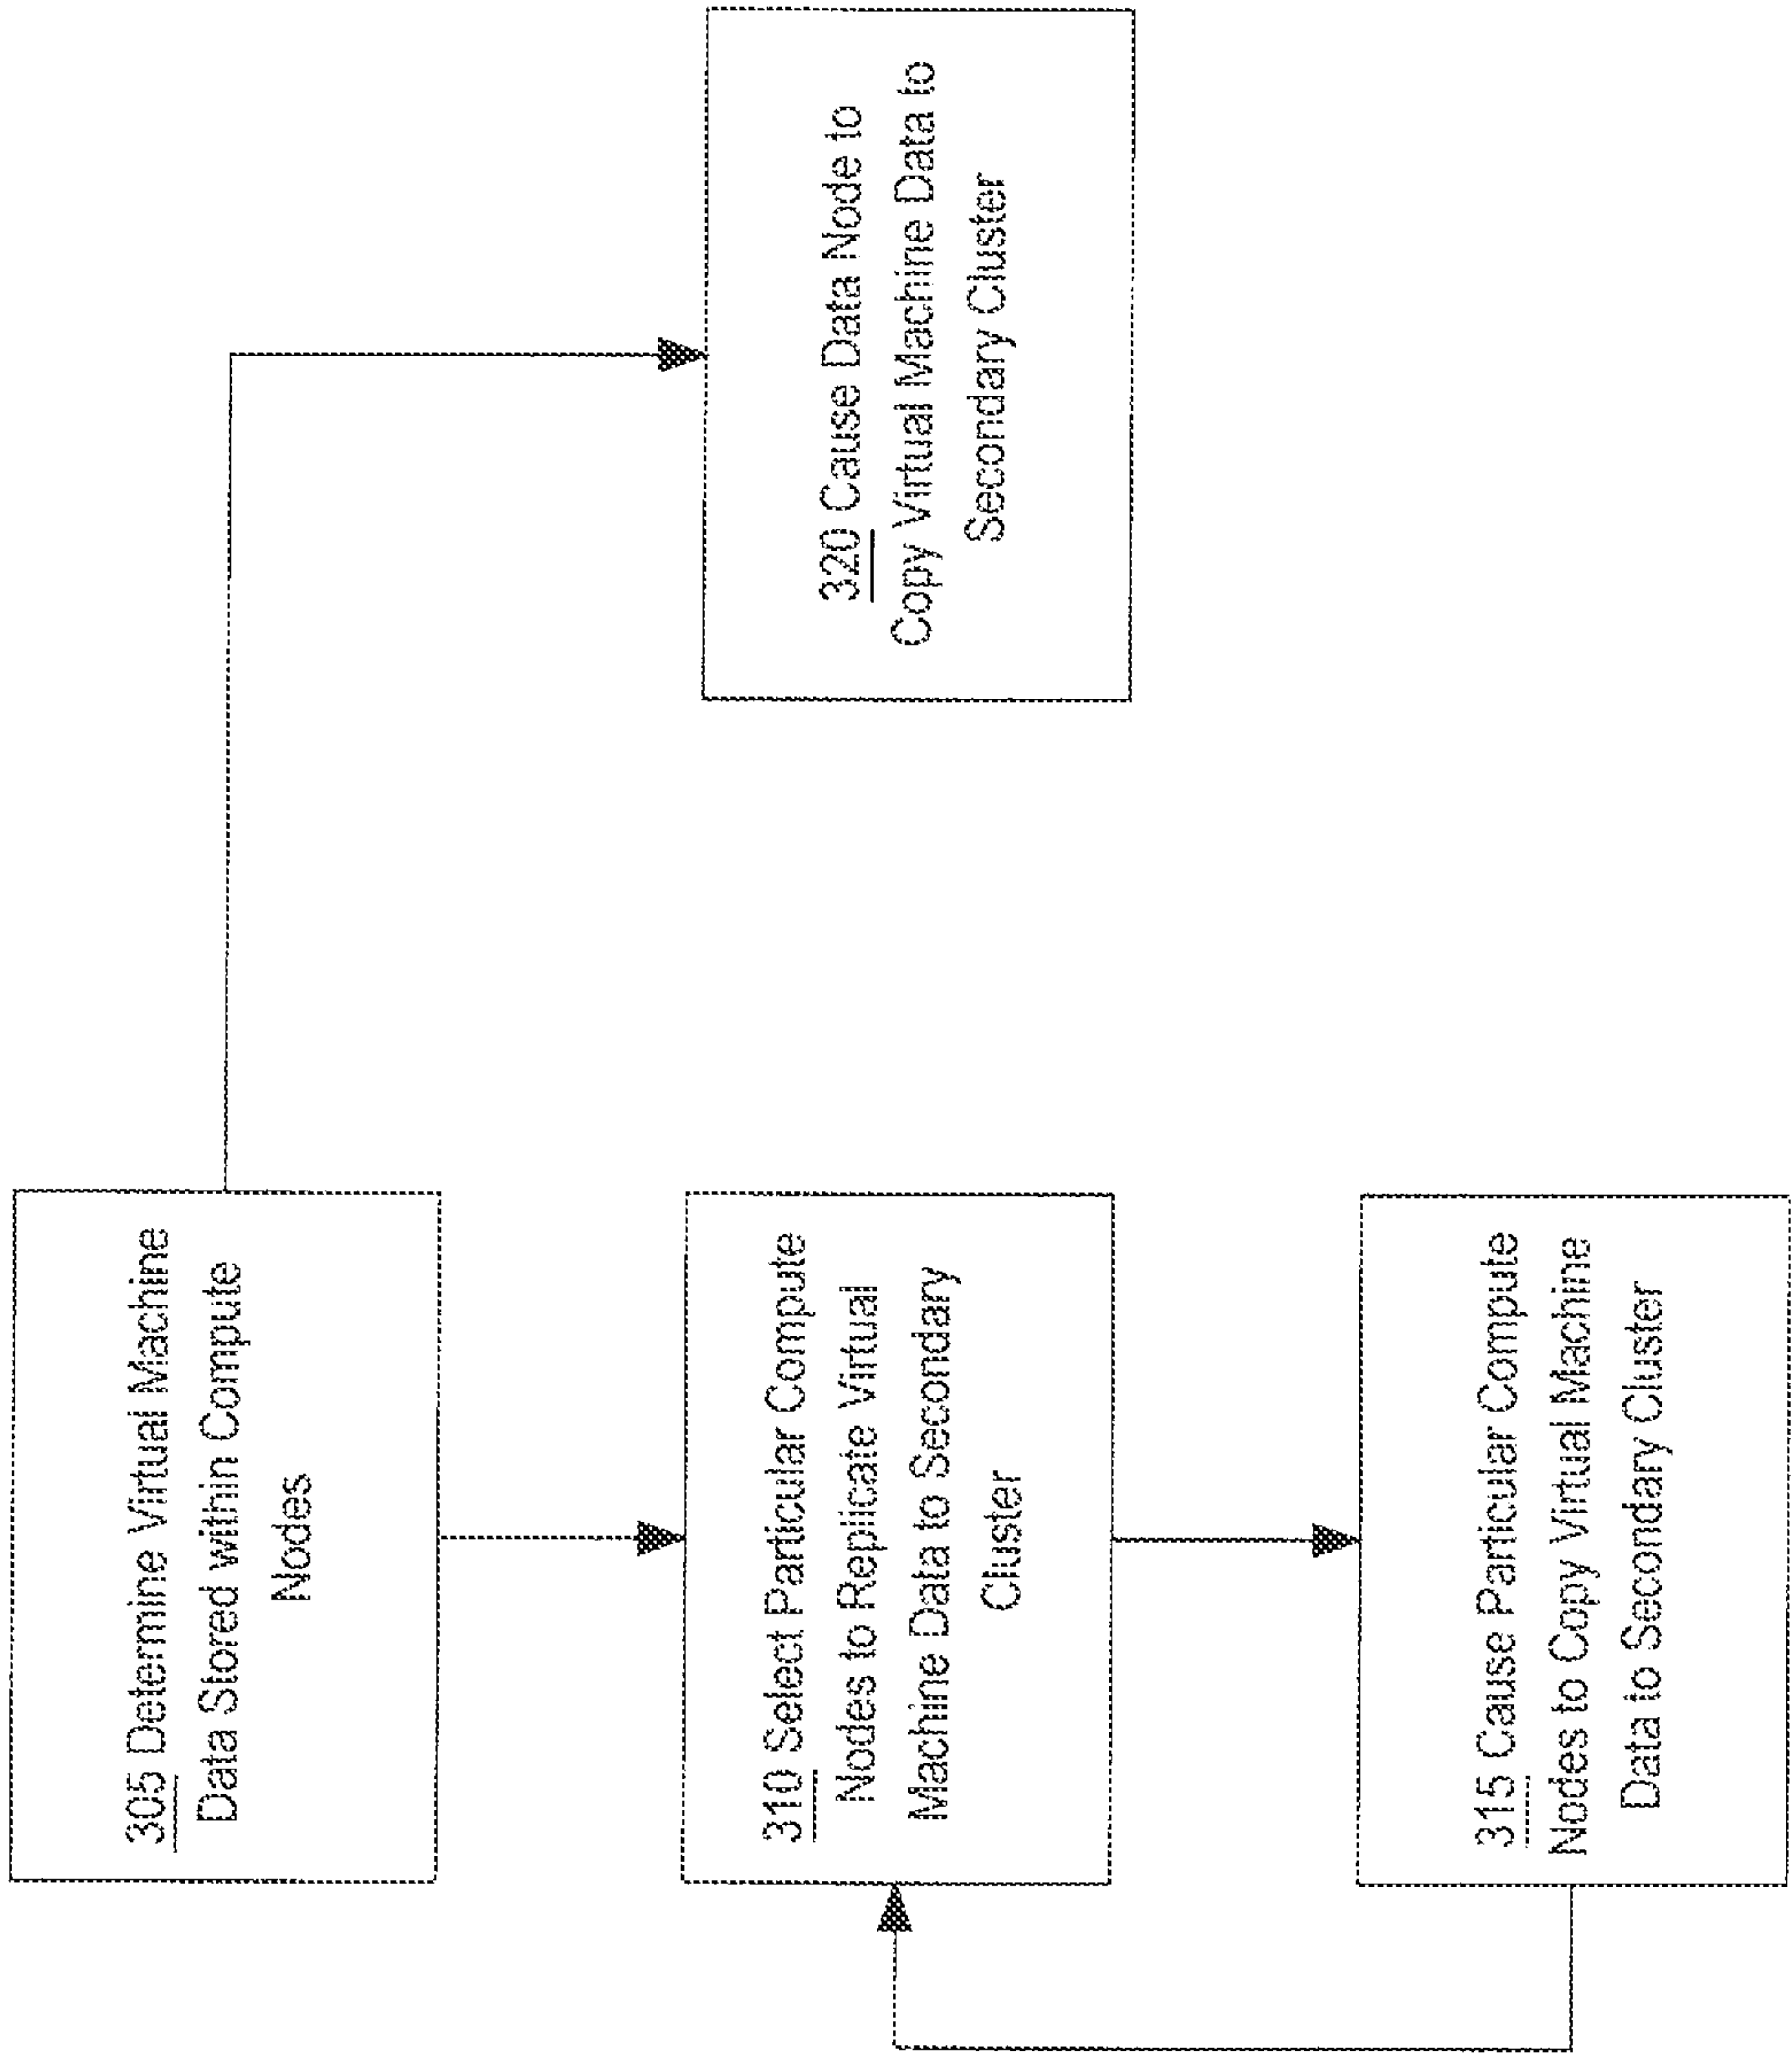 305 Determine Virtual Machine
Data Stored within Compute
Nodes
310 Select Particular Compute
Nodes to Replicate Virtual
Machine Data to Secondary
Cluster
315 Cause Particular Compute
Nodes to Copy Virtual Machine
Data to Secondary Cluster
320 Cause Data Node to
Copy Virtual Machine Data to
Secondary Cluster